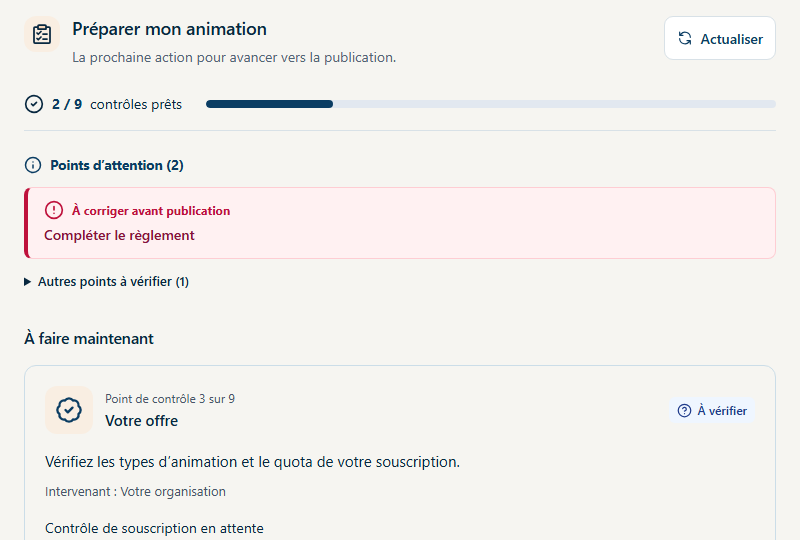 Préparer mon animation
La prochaine action pour avancer vers la publication.
Actualiser
2 / 9 contrôles prêts
Points d’attention (2)
À corriger avant publication
Compléter le règlement
Autres points à vérifier (1)
À faire maintenant
Point de contrôle 3 sur 9
Votre offre
À vérifier
Vérifiez les types d’animation et le quota de votre souscription.
Intervenant : Votre organisation
Contrôle de souscription en attente